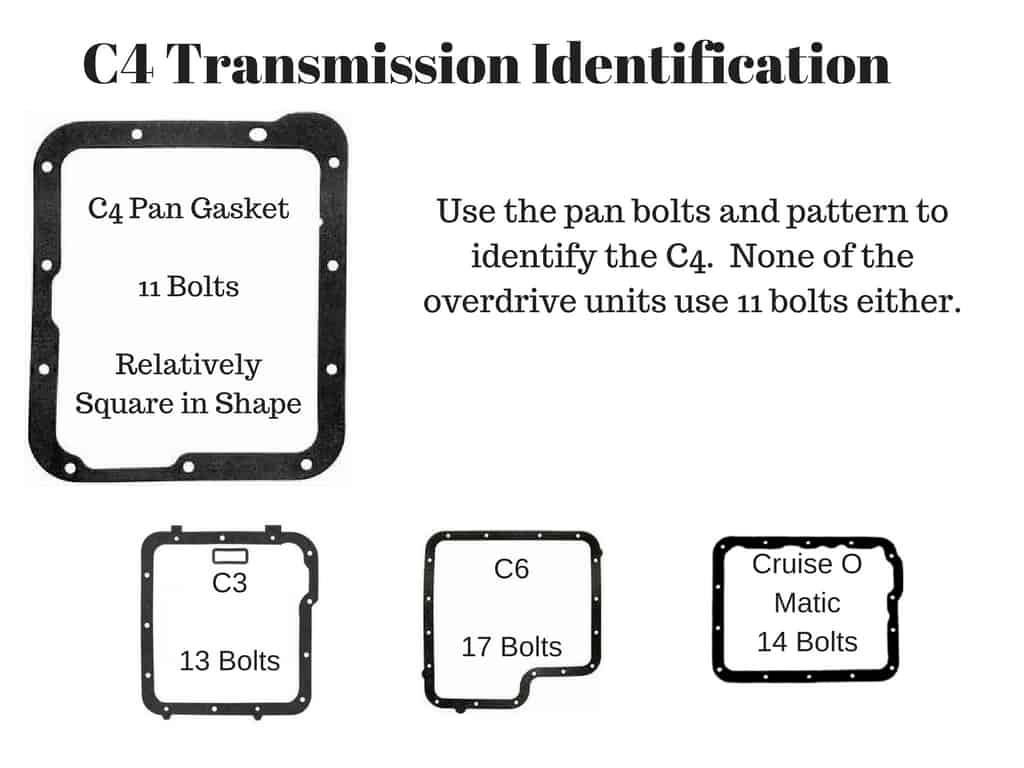 C4 Transmission Identification
C4 Pan Gasket
11 Bolts
Relatively
Square in Shape
Use the pan bolts and pattern to
identify the C4.  None of the
overdrive units use 11 bolts either.
C3
13 Bolts
C6
17 Bolts
Cruise O
Matic
14 Bolts